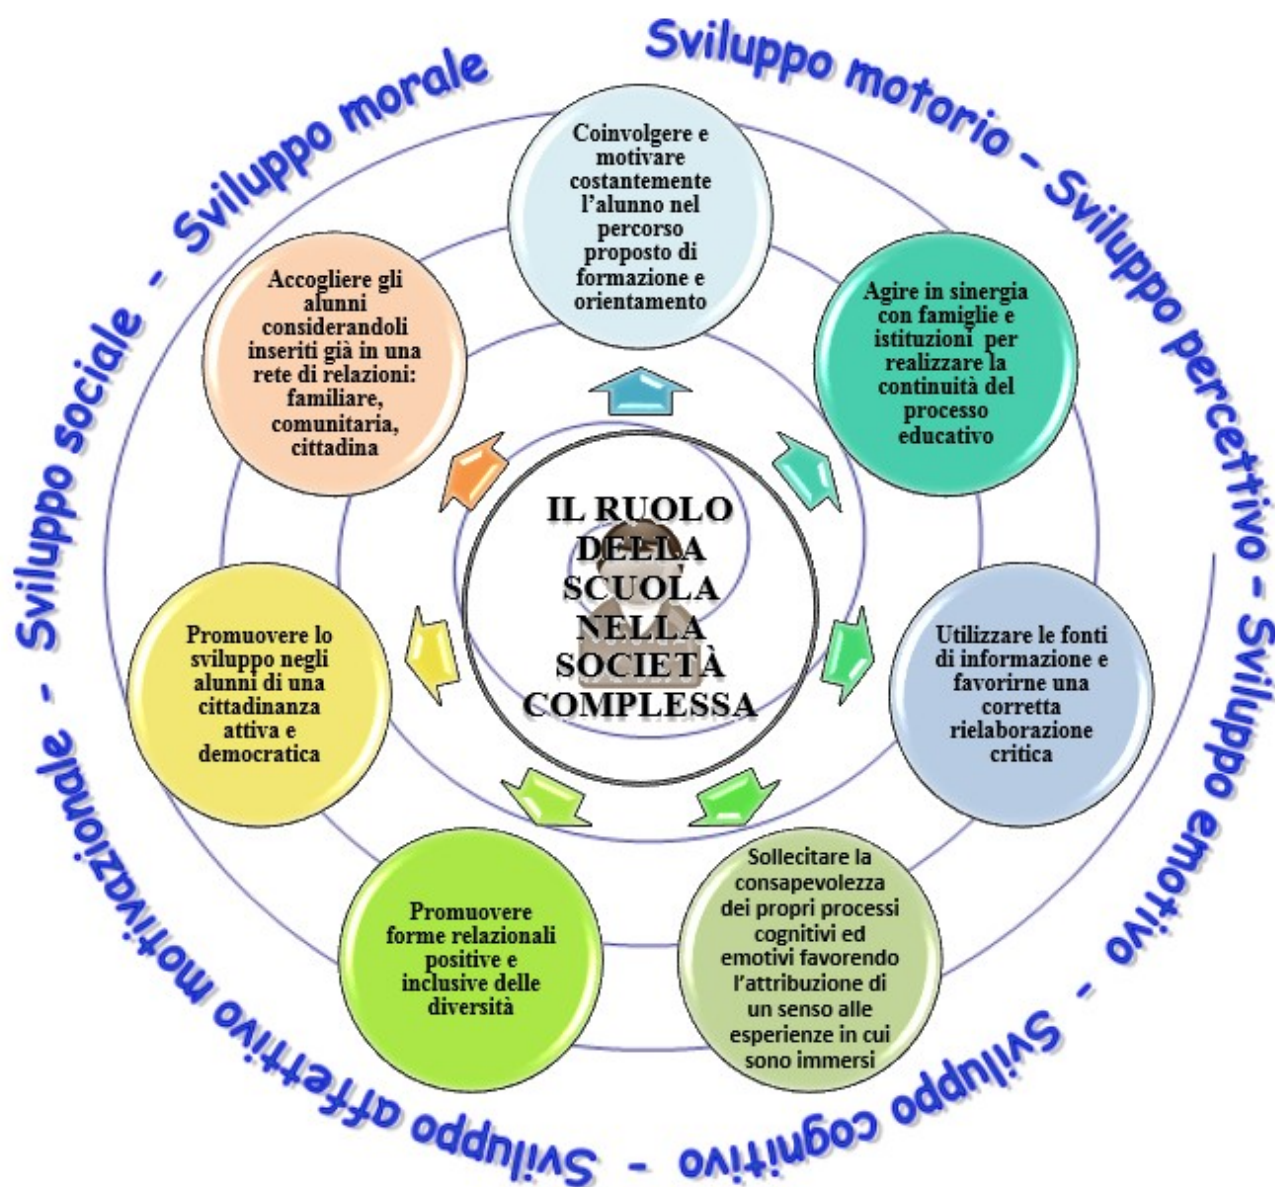 Sviluppo motorio - Sviluppo percettivo - Sviluppo emotivo - Sviluppo cognitivo - Sviluppo affettivo motivazionale - Sviluppo sociale - Sviluppo morale
IL RUOLO
DELLA
SCUOLA
NELLA
SOCIETÀ
COMPLESSA
Coinvolgere e
motivare
costantemente
l'alunno nel
percorso
proposto di
formazione e
orientamento
Agire in sinergia
con famiglie e
istituzioni per
realizzare la
continuità del
processo
educativo
Utilizzare le fonti
di informazione e
favorirne una
corretta
rielaborazione
critica
Sollecitare la
consapevolezza
dei propri processi
cognitivi ed
emotivi favorendo
l'attribuzione di
un senso alle
esperienze in cui
sono immersi
Promuovere
forme relazionali
positive e
inclusive delle
diversità
Promuovere lo
sviluppo negli
alunni di una
cittadinanza
attiva e
democratica
Accogliere gli
alunni
considerandoli
inseriti già in una
rete di relazioni:
familiare,
comunitaria,
cittadina